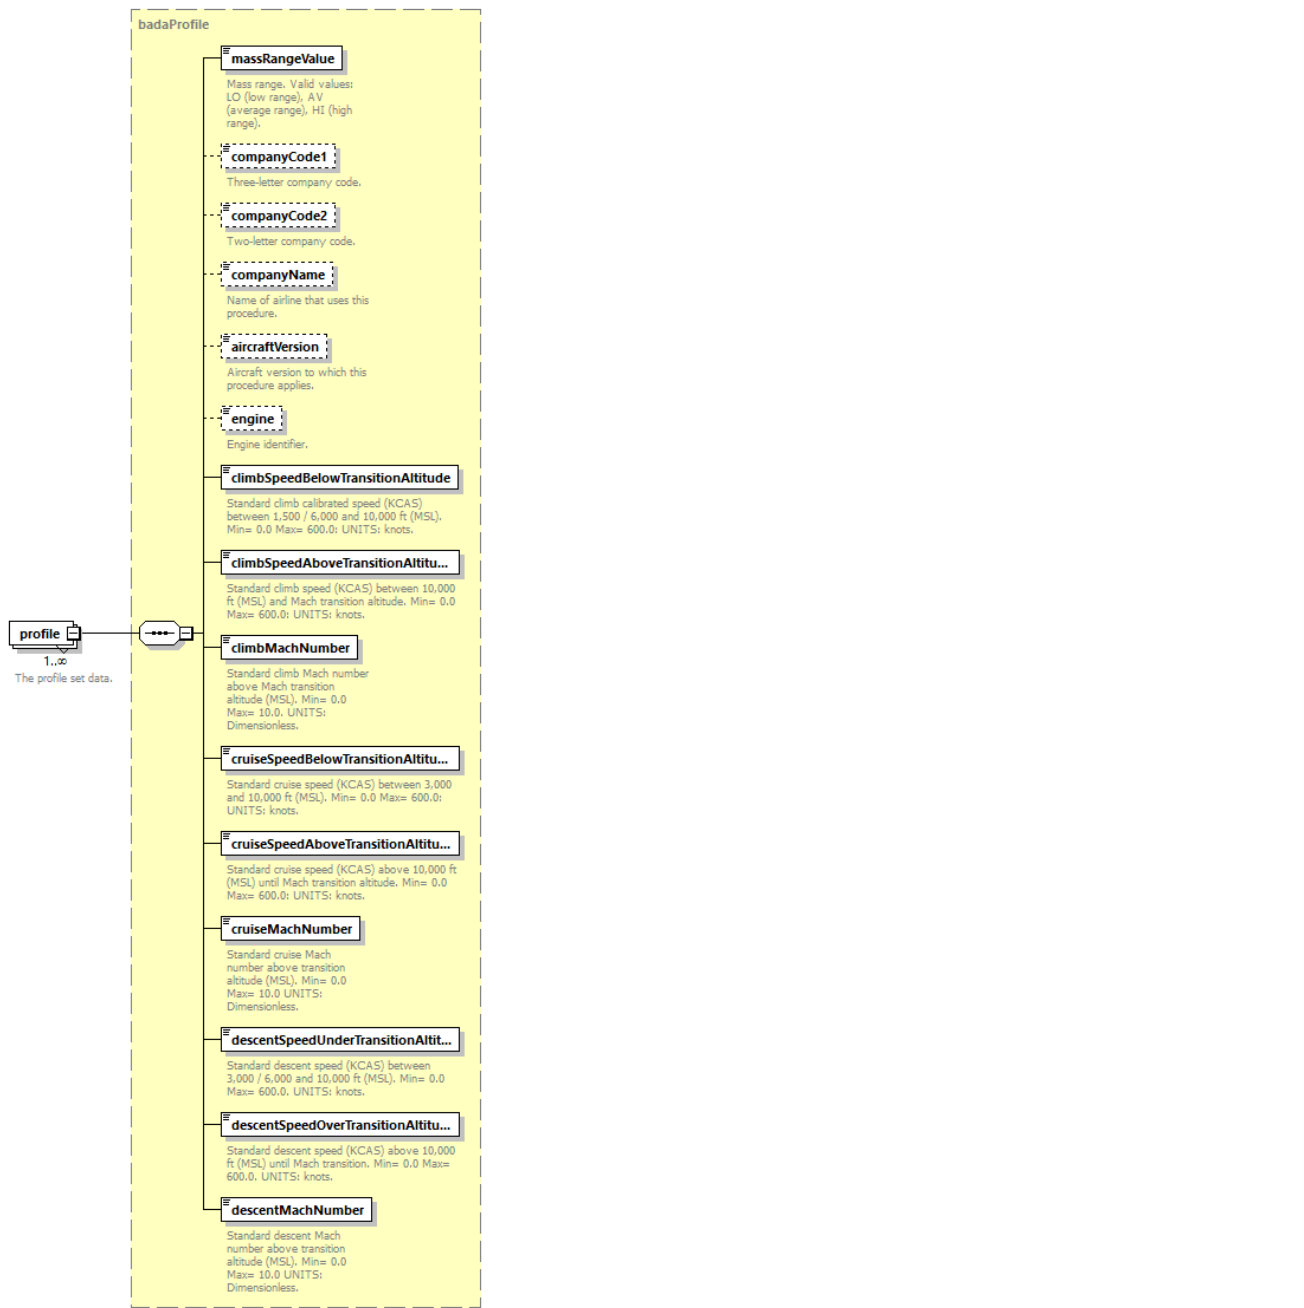 badaProfile
massRangeValue
Mass range. Valid values:
LO (low range), AV
(average range), HI (high
range).
companyCode1
Three-letter company code.
companyCode2
Two-letter company code.
companyName
Name of airline that uses this
procedure.
aircraftVersion
Aircraft version to which this
procedure applies.
engine
Engine identifier.
climbSpeedBelowTransitionAltitude
Standard climb calibrated speed (KCAS)
between 1,500 / 6,000 and 10,000 ft (MSL).
Min= 0.0 Max= 600.0: UNITS: knots.
climbSpeedAboveTransitionAltitu...
Standard climb speed (KCAS) between 10,000
ft (MSL) and Mach transition altitude. Min= 0.0
Max= 600.0: UNITS: knots.
profile
1..∞
The profile set data.
climbMachNumber
Standard climb Mach number
above Mach transition
altitude (MSL). Min= 0.0
Max= 10.0. UNITS:
Dimensionless.
cruiseSpeedBelowTransitionAltitu...
Standard cruise speed (KCAS) between 3,000
and 10,000 ft (MSL). Min= 0.0 Max= 600.0:
UNITS: knots.
cruiseSpeedAboveTransitionAltitu...
Standard cruise speed (KCAS) above 10,000 ft
(MSL) until Mach transition altitude. Min= 0.0
Max= 600.0: UNITS: knots.
cruiseMachNumber
Standard cruise Mach
number above transition
altitude (MSL). Min= 0.0
Max= 10.0 UNITS:
Dimensionless.
descentSpeedUnderTransitionAltit...
Standard descent speed (KCAS) between
3,000 / 6,000 and 10,000 ft (MSL). Min= 0.0
Max= 600.0. UNITS: knots.
descentSpeedOverTransitionAltitu...
Standard descent speed (KCAS) above 10,000
ft (MSL) until Mach transition. Min= 0.0 Max=
600.0. UNITS: knots.
descentMachNumber
Standard descent Mach
number above transition
altitude (MSL). Min= 0.0
Max= 10.0 UNITS:
Dimensionless.